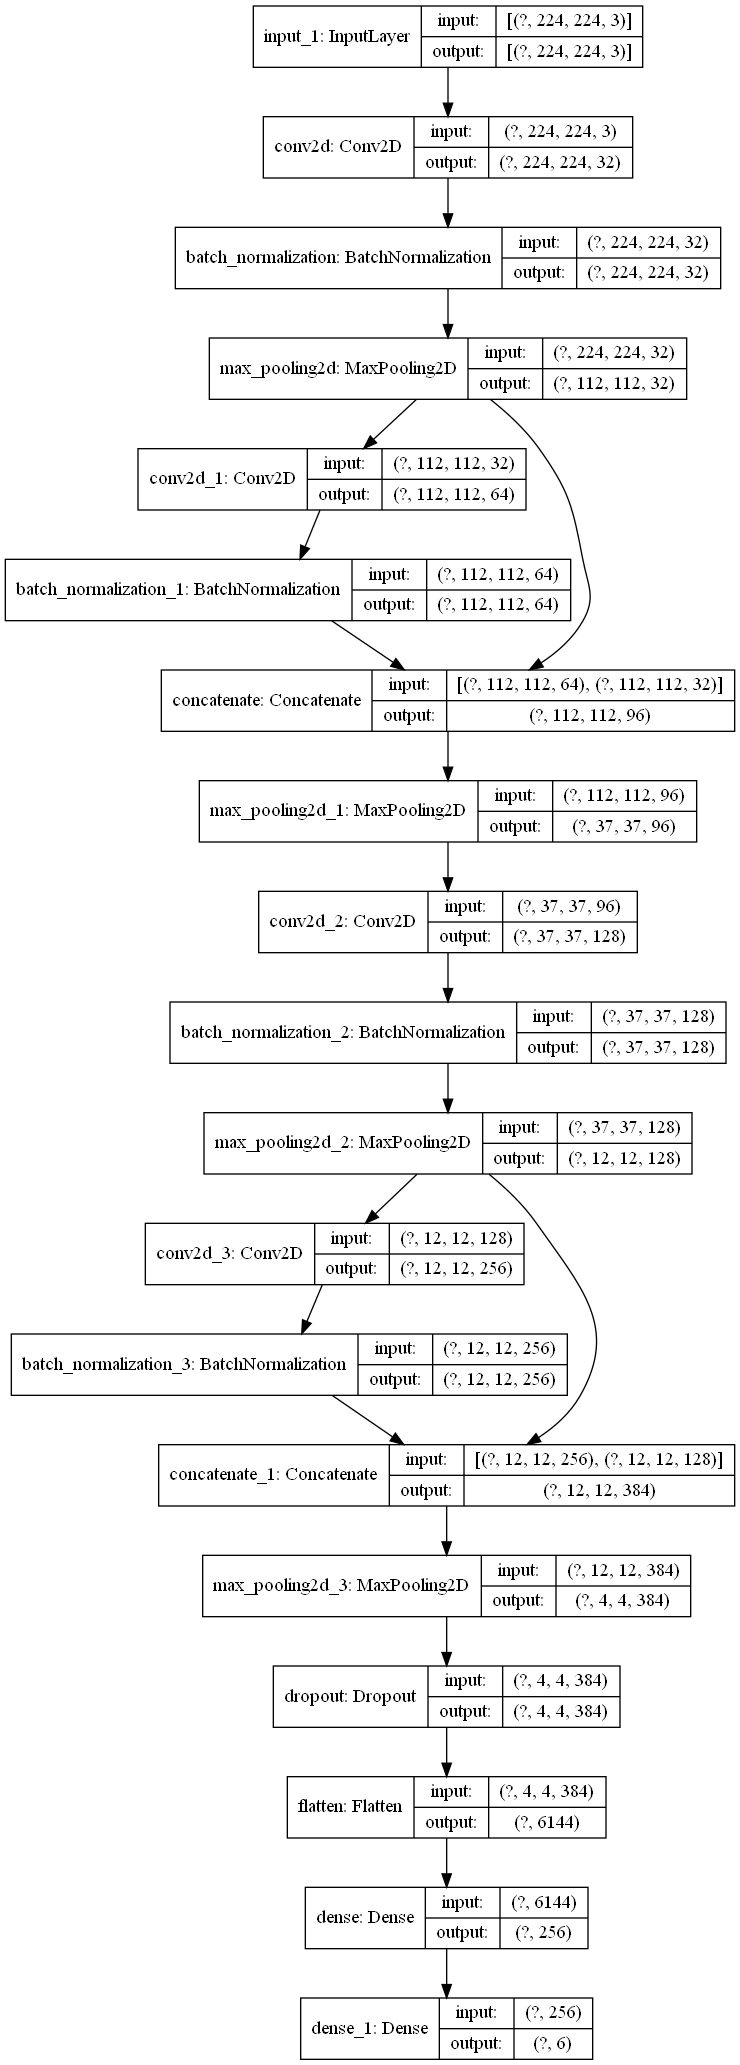 input_1: InputLayer
input: [(?, 224, 224, 3)]
output: [(?, 224, 224, 3)]
conv2d: Conv2D
input: (?, 224, 224, 3)
output: (?, 224, 224, 32)
batch_normalization: BatchNormalization
input: (?, 224, 224, 32)
output: (?, 224, 224, 32)
max_pooling2d: MaxPooling2D
input: (?, 224, 224, 32)
output: (?, 112, 112, 32)
conv2d_1: Conv2D
input: (?, 112, 112, 32)
output: (?, 112, 112, 64)
batch_normalization_1: BatchNormalization
input: (?, 112, 112, 64)
output: (?, 112, 112, 64)
concatenate: Concatenate
input: [(?, 112, 112, 64), (?, 112, 112, 32)]
output: (?, 112, 112, 96)
max_pooling2d_1: MaxPooling2D
input: (?, 112, 112, 96)
output: (?, 37, 37, 96)
conv2d_2: Conv2D
input: (?, 37, 37, 96)
output: (?, 37, 37, 128)
batch_normalization_2: BatchNormalization
input: (?, 37, 37, 128)
output: (?, 37, 37, 128)
max_pooling2d_2: MaxPooling2D
input: (?, 37, 37, 128)
output: (?, 12, 12, 128)
conv2d_3: Conv2D
input: (?, 12, 12, 128)
output: (?, 12, 12, 256)
batch_normalization_3: BatchNormalization
input: (?, 12, 12, 256)
output: (?, 12, 12, 256)
concatenate_1: Concatenate
input: [(?, 12, 12, 256), (?, 12, 12, 128)]
output: (?, 12, 12, 384)
max_pooling2d_3: MaxPooling2D
input: (?, 12, 12, 384)
output: (?, 4, 4, 384)
dropout: Dropout
input: (?, 4, 4, 384)
output: (?, 4, 4, 384)
flatten: Flatten
input: (?, 4, 4, 384)
output: (?, 6144)
dense: Dense
input: (?, 6144)
output: (?, 256)
dense_1: Dense
input: (?, 256)
output: (?, 6)